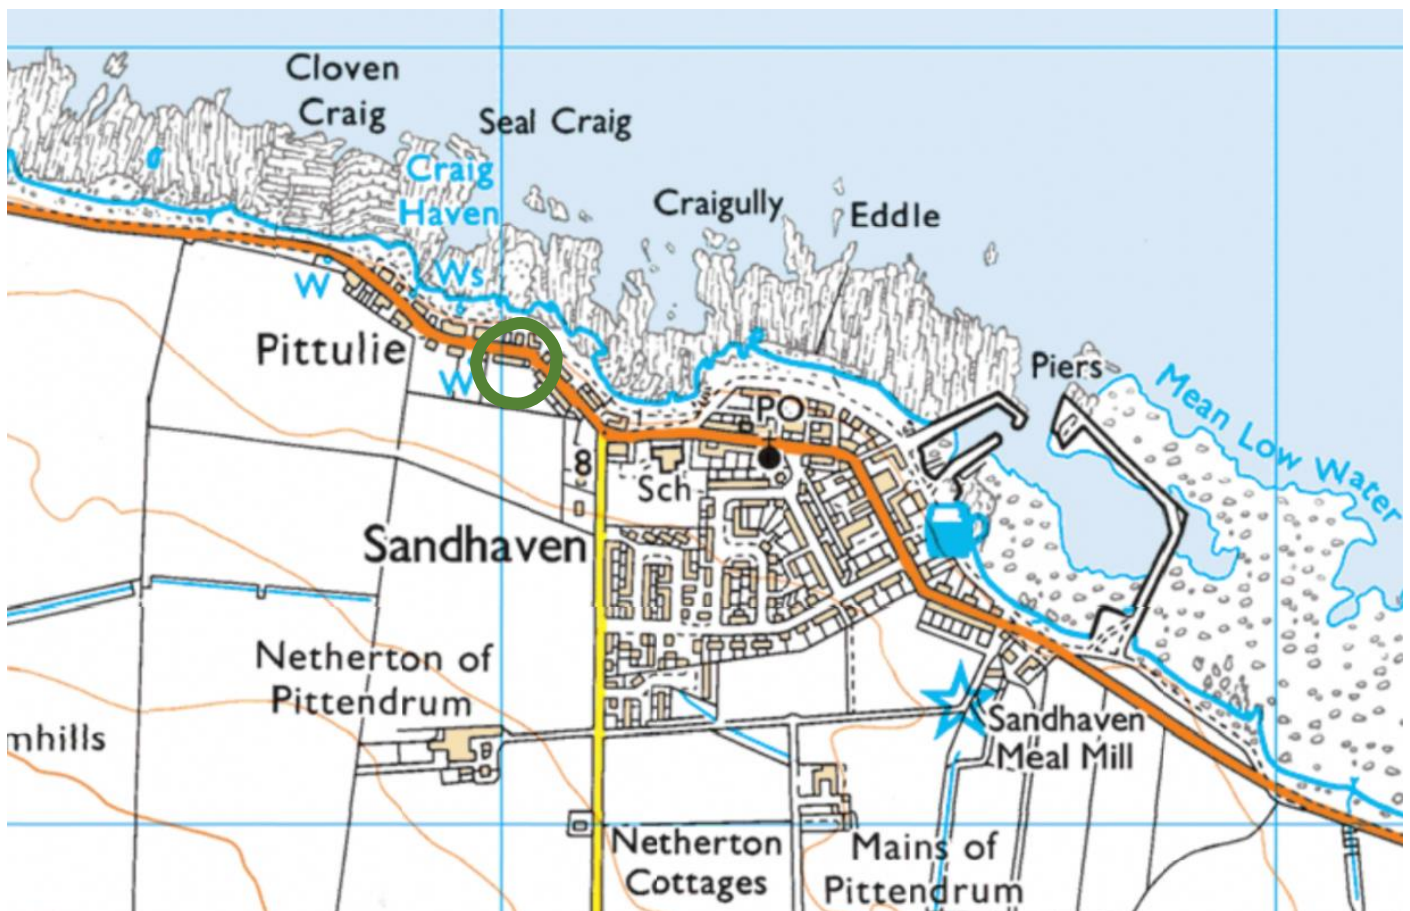 Cloven
Craig
Seal Craig
Craig
Haven
Craigully
Eddle
W
Ws
Pittulie
W
Piers
Mean Low Water
PO
8
Sch
Sandhaven
Netherton of
Pittendrum
mhills
Sandhaven
Meal Mill
Netherton
Cottages
Mains of
Pittendrum